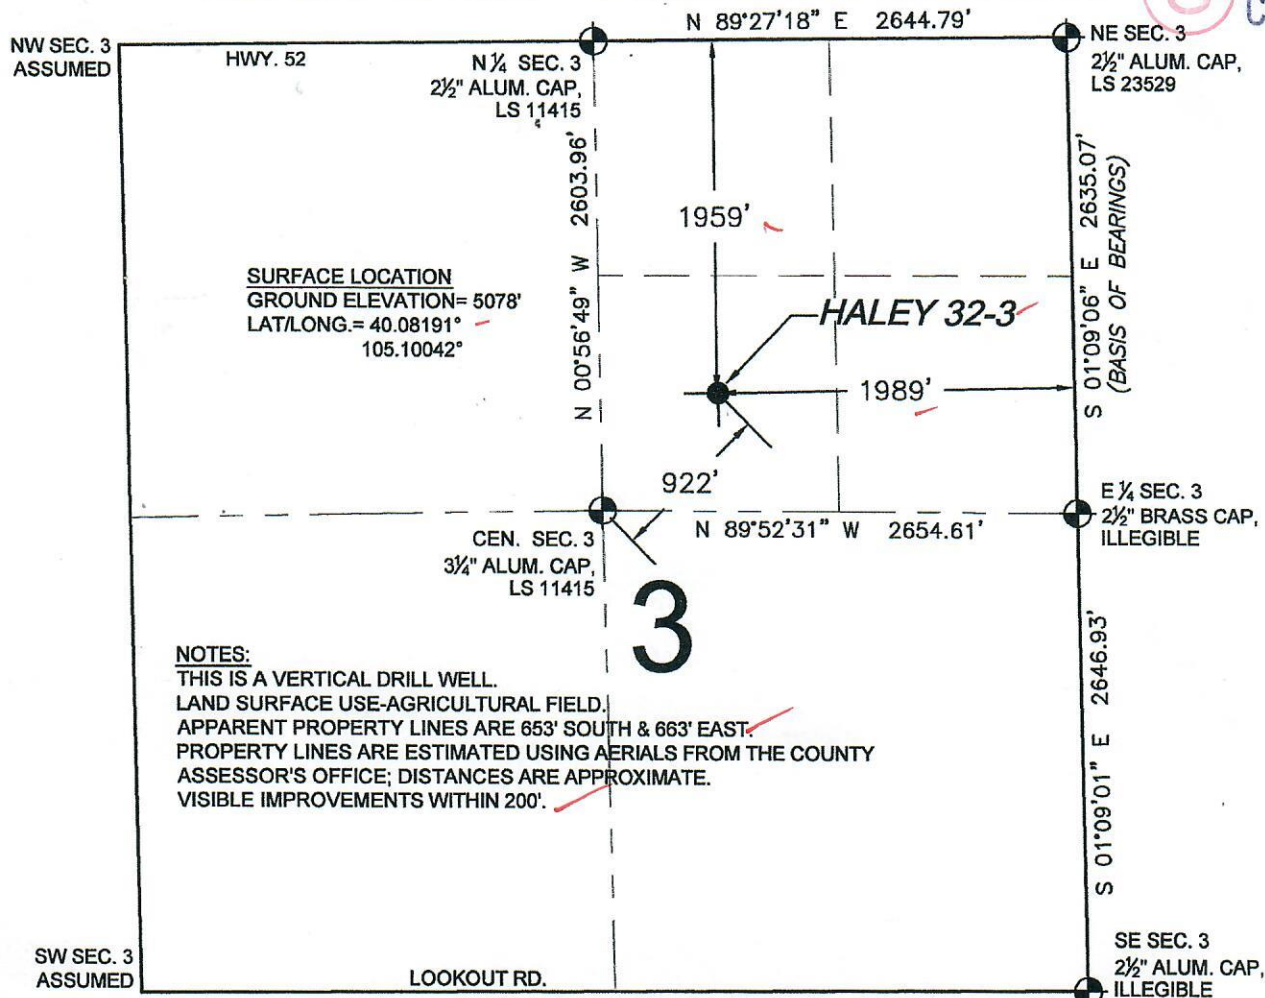 N 89°27'18" E 2644.79'
NW SEC. 3
ASSUMED
HWY. 52
N ¼ SEC. 3
2½" ALUM. CAP,
LS 11415
NE SEC. 3
2½" ALUM. CAP,
LS 23529
N 00°56'49" W 2603.96'
1959'
S 01°09'06" E 2635.07'
(BASIS OF BEARINGS)
SURFACE LOCATION
GROUND ELEVATION= 5078'
LAT/LONG.= 40.08191°
105.10042°
HALEY 32-3
1989'
922'
CEN. SEC. 3
3¼" ALUM. CAP,
LS 11415
N 89°52'31" W 2654.61'
E ¼ SEC. 3
2½" BRASS CAP,
ILLEGIBLE
3
NOTES:
THIS IS A VERTICAL DRILL WELL.
LAND SURFACE USE-AGRICULTURAL FIELD.
APPARENT PROPERTY LINES ARE 653' SOUTH & 663' EAST.
PROPERTY LINES ARE ESTIMATED USING AERIALS FROM THE COUNTY
ASSESSOR'S OFFICE; DISTANCES ARE APPROXIMATE.
VISIBLE IMPROVEMENTS WITHIN 200'.
S 01°09'01" E 2646.93'
SW SEC. 3
ASSUMED
LOOKOUT RD.
SE SEC. 3
2½" ALUM. CAP,
ILLEGIBLE